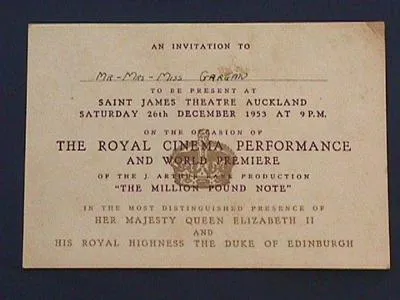 AN INVITATION TO
MR-MRS-MISS GARGAN
TO BE PRESENT AT
SAINT JAMES THEATRE AUCKLAND
SATURDAY 26TH DECEMBER 1953 AT 9 P.M.
ON THE OCCASION OF
THE ROYAL CINEMA PERFORMANCE
AND WORLD PREMIERE
OF THE J. ARTHUR RANK PRODUCTION
"THE MILLION POUND NOTE"
IN THE MOST DISTINGUISHED PRESENCE OF
HER MAJESTY QUEEN ELIZABETH II
AND
HIS ROYAL HIGHNESS THE DUKE OF EDINBURGH